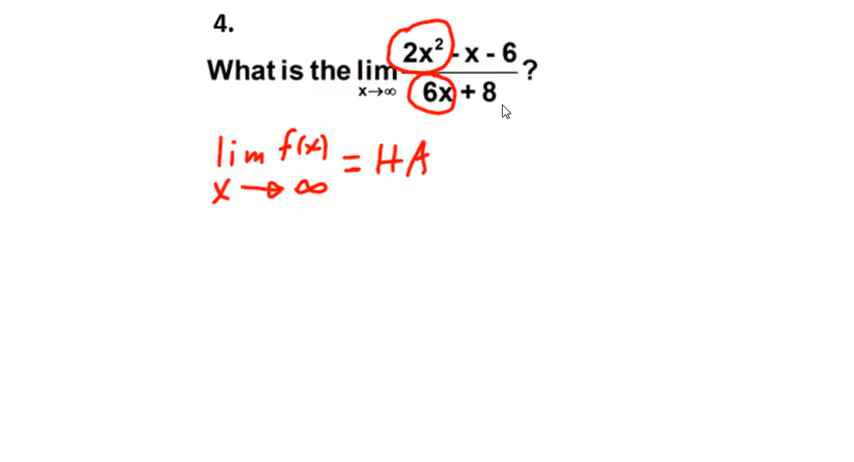 4.
What is the lim x→∞ (2x² - x - 6)/(6x + 8) ?
lim x→∞ f(x) = HA